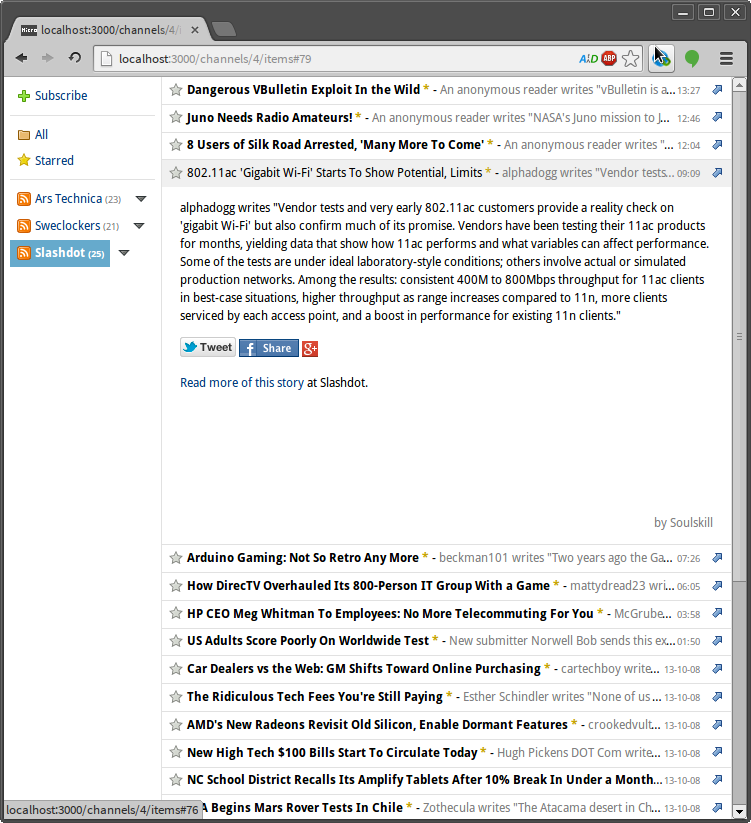 localhost:3000/channels/4/i
localhost:3000/channels/4/items#79
A!D
ABP
Subscribe
All
Starred
Ars Technica (23)
Sweclockers (21)
Slashdot (25)
Dangerous VBulletin Exploit In the Wild * - An anonymous reader writes "vBulletin is a... 13:27
Juno Needs Radio Amateurs! * - An anonymous reader writes "NASA's Juno mission to J... 12:46
8 Users of Silk Road Arrested, 'Many More To Come' * - An anonymous reader writes "... 12:04
802.11ac 'Gigabit Wi-Fi' Starts To Show Potential, Limits * - alphadogg writes "Vendor tests... 09:09
alphadogg writes "Vendor tests and very early 802.11ac customers provide a reality check on
'gigabit Wi-Fi' but also confirm much of its promise. Vendors have been testing their 11ac products
for months, yielding data that show how 11ac performs and what variables can affect performance.
Some of the tests are under ideal laboratory-style conditions; others involve actual or simulated
production networks. Among the results: consistent 400M to 800Mbps throughput for 11ac clients
in best-case situations, higher throughput as range increases compared to 11n, more clients
serviced by each access point, and a boost in performance for existing 11n clients."
Tweet f Share g+
Read more of this story at Slashdot.
by Soulskill
Arduino Gaming: Not So Retro Any More * - beckman101 writes "Two years ago the Ga... 07:26
How DirecTV Overhauled Its 800-Person IT Group With a Game * - mattydread23 wri... 06:05
HP CEO Meg Whitman To Employees: No More Telecommuting For You * - McGrube... 03:58
US Adults Score Poorly On Worldwide Test * - New submitter Norwell Bob sends this ex... 01:50
Car Dealers vs the Web: GM Shifts Toward Online Purchasing * - cartechboy write... 13-10-08
The Ridiculous Tech Fees You're Still Paying * - Esther Schindler writes "None of us ... 13-10-08
AMD's New Radeons Revisit Old Silicon, Enable Dormant Features * - crookedvult... 13-10-08
New High Tech $100 Bills Start To Circulate Today * - Hugh Pickens DOT Com write... 13-10-08
NC School District Recalls Its Amplify Tablets After 10% Break In Under a Month... 13-10-08
A Begins Mars Rover Tests In Chile * - Zothecula writes "The Atacama desert in Ch... 13-10-08
localhost:3000/channels/4/items#76